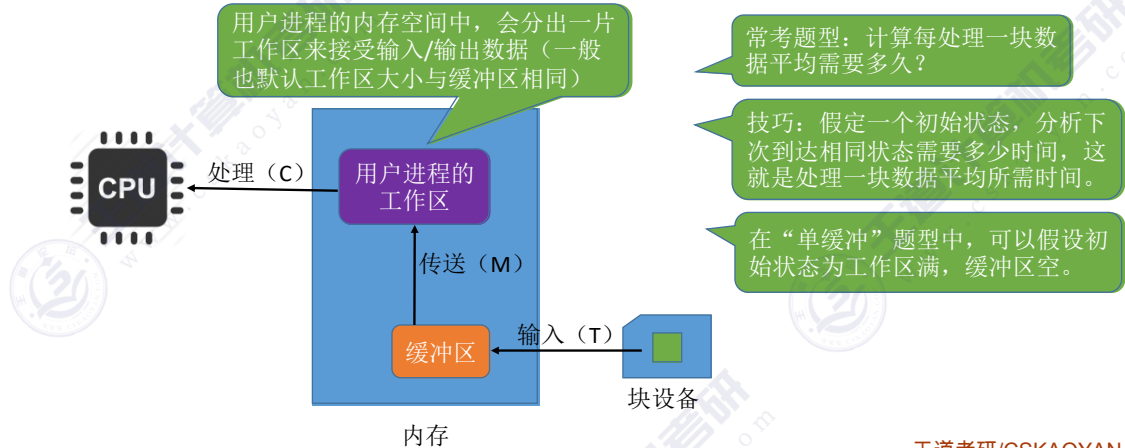 用户进程的内存空间中，会分出一片
工作区来接受输入/输出数据（一般
也默认工作区大小与缓冲区相同）
常考题型：计算每处理一块数
据平均需要多久？
技巧：假定一个初始状态，分析下
次到达相同状态需要多少时间，这
就是处理一块数据平均所需时间。
在“单缓冲”题型中，可以假设初
始状态为工作区满，缓冲区空。
CPU
处理（C）
用户进程的
工作区
传送（M）
缓冲区
输入（T）
块设备
内存
王道考研/CSKAOYAN